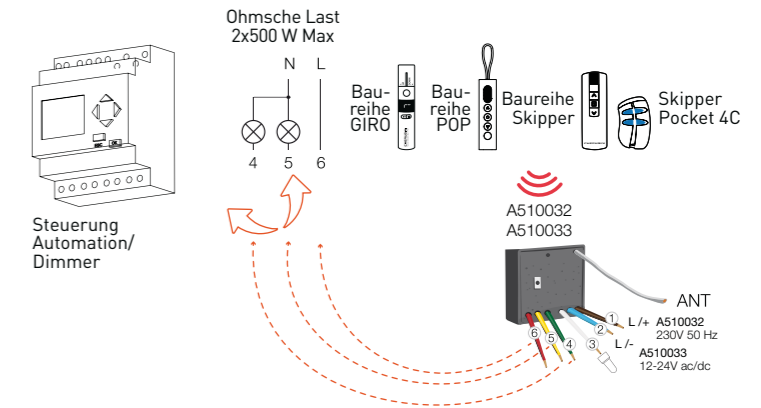 Ohmsche Last
2x500 W Max
N L
4 5 6
Steuerung
Automation/
Dimmer
ESC OK
Bau-
reihe
GIRO
Bau-
reihe
POP
Baureihe
Skipper
Skipper
Pocket 4C
A510032
A510033
ANT
1 L /+ A510032
230V 50 Hz
2 L /-
A510033
12-24V ac/dc
6 5 4 3